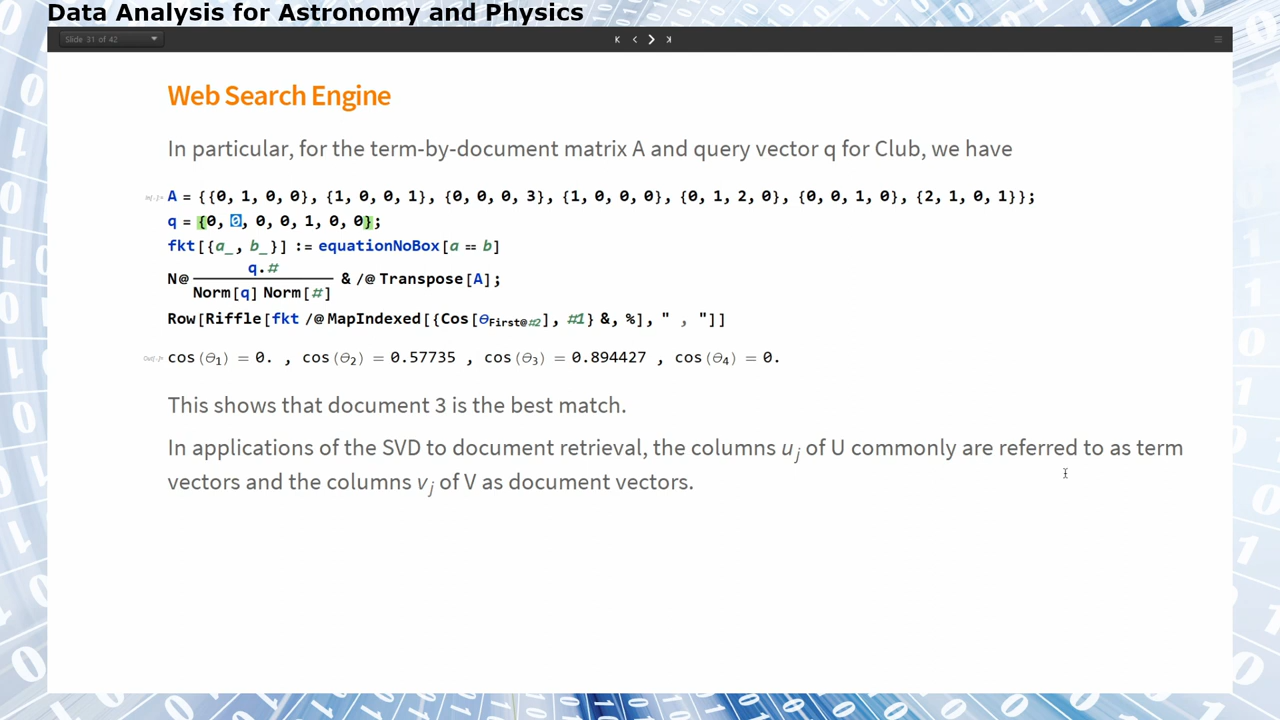 Data Analysis for Astronomy and Physics
Slide 31 of 42
Web Search Engine
In particular, for the term-by-document matrix A and query vector q for Club, we have
In[ ]:= A = {{0, 1, 0, 0}, {1, 0, 0, 1}, {0, 0, 0, 3}, {1, 0, 0, 0}, {0, 1, 2, 0}, {0, 0, 1, 0}, {2, 1, 0, 1}};
q = {0, 0, 0, 0, 1, 0, 0};
fkt[{a_, b_}] := equationNoBox[a == b]
N@ q.# / Norm[q] Norm[#] & /@ Transpose[A];
Row[Riffle[fkt /@ MapIndexed[{Cos[θFirst@#2], #1} &, %], " , "]]
Out[ ]= cos(θ1) = 0. , cos(θ2) = 0.57735 , cos(θ3) = 0.894427 , cos(θ4) = 0.
This shows that document 3 is the best match.
In applications of the SVD to document retrieval, the columns uj of U commonly are referred to as term
vectors and the columns vj of V as document vectors.